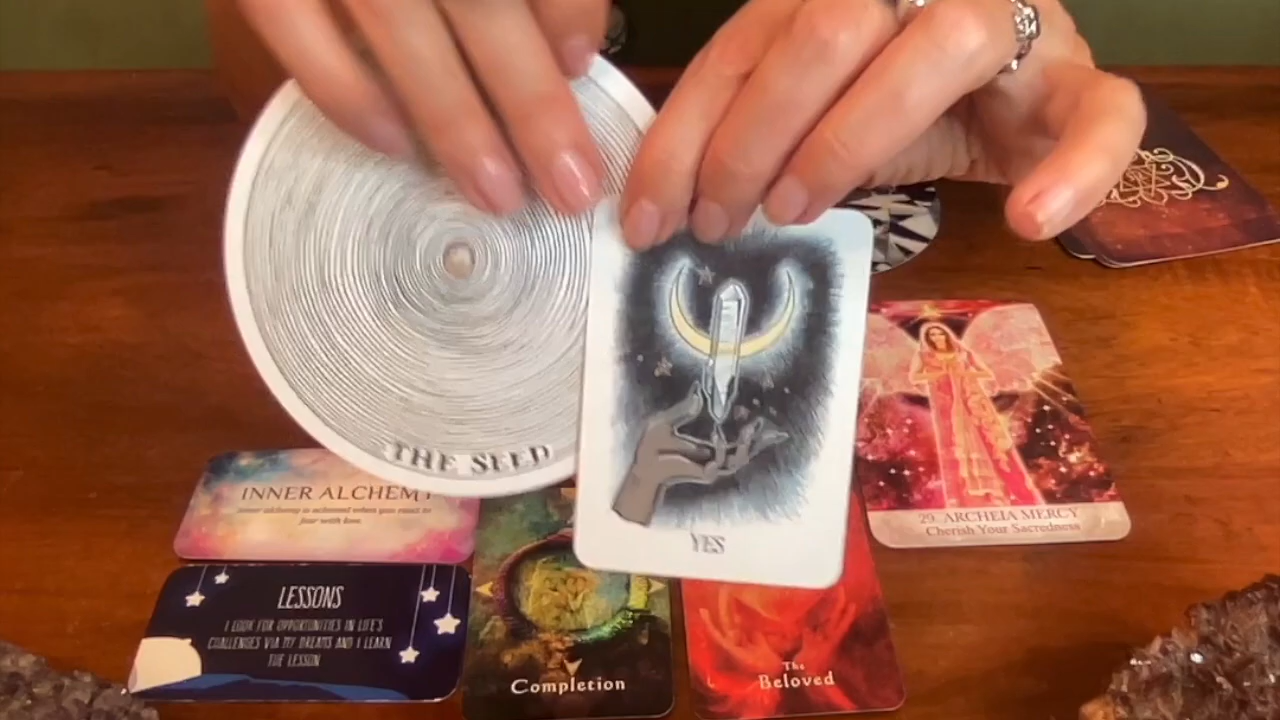 THE SEED
YES
INNER ALCHEMY
Inner alchemy is achieved when you react to
fear with love.
29. ARCHEIA MERCY
Cherish Your Sacredness
LESSONS
I LOOK FOR OPPORTUNITIES IN LIFE'S
CHALLENGES VIA MY DREAMS AND I LEARN
THE LESSON
Completion
The
Beloved